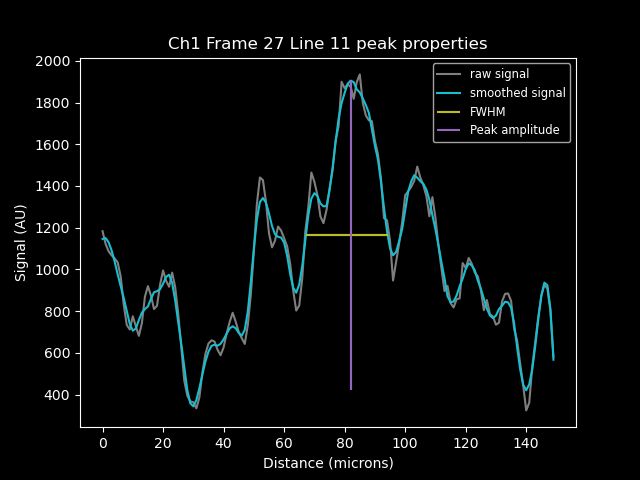 Ch1 Frame 27 Line 11 peak properties
raw signal
smoothed signal
FWHM
Peak amplitude
Signal (AU)
2000
1800
1600
1400
1200
1000
800
600
400
0 20 40 60 80 100 120 140
Distance (microns)